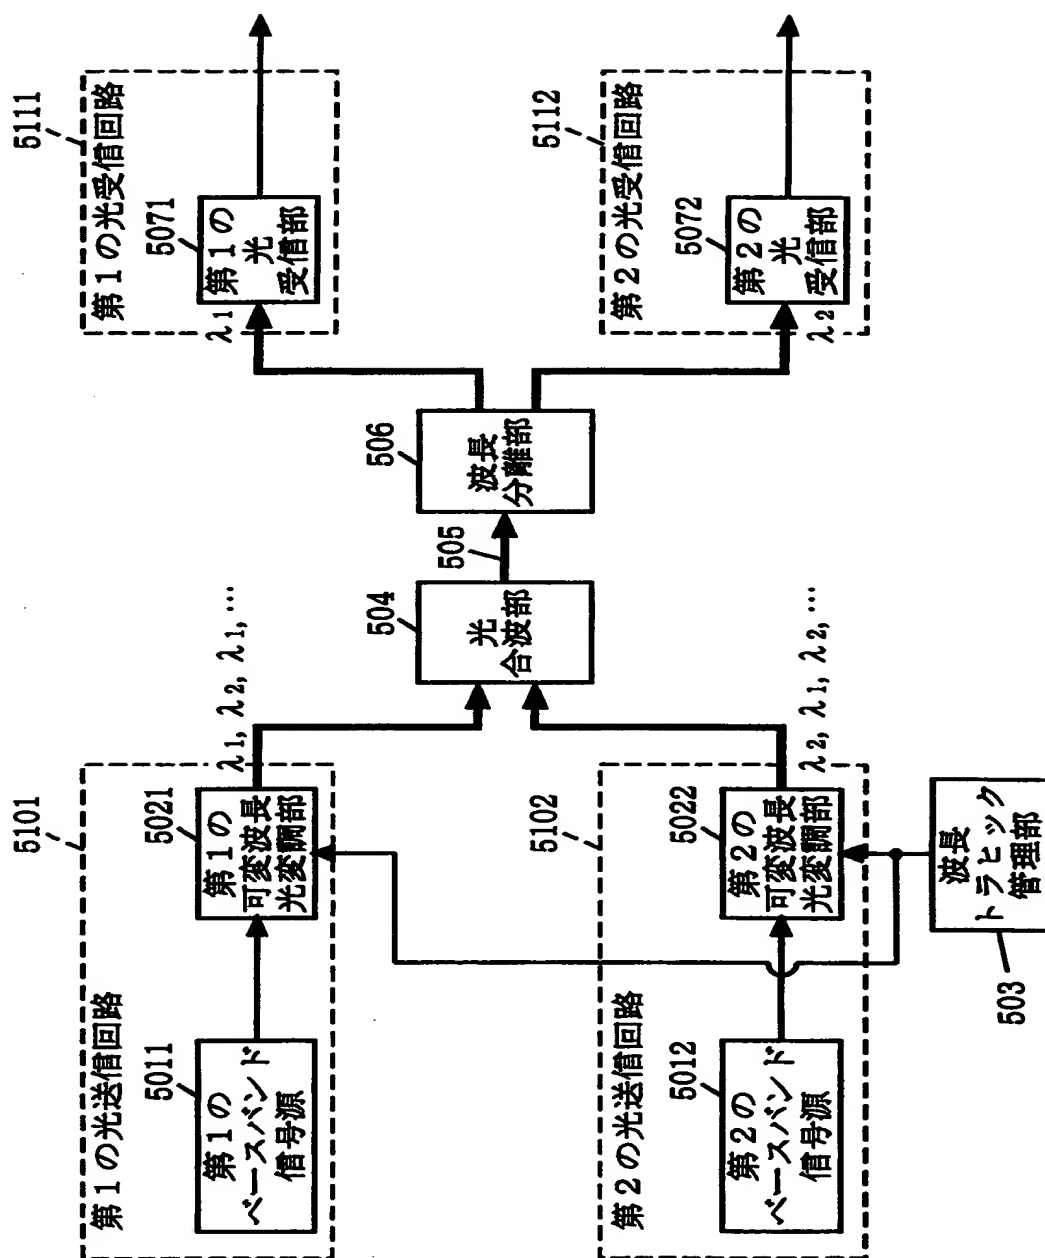 5101
第1の光送信回路
5011
第1の
ベースバンド
信号源
5021
第1の
可変波長
光変調部
λ1, λ2, λ1, …
5102
第2の光送信回路
5012
第2の
ベースバンド
信号源
5022
第2の
可変波長
光変調部
λ2, λ1, λ2, …
503
波長
トラヒック
管理部
504
光
合波部
505
506
波長
分離部
5111
第1の光受信回路
λ1
5071
第1の
光
受信部
5112
第2の光受信回路
λ2
5072
第2の
光
受信部